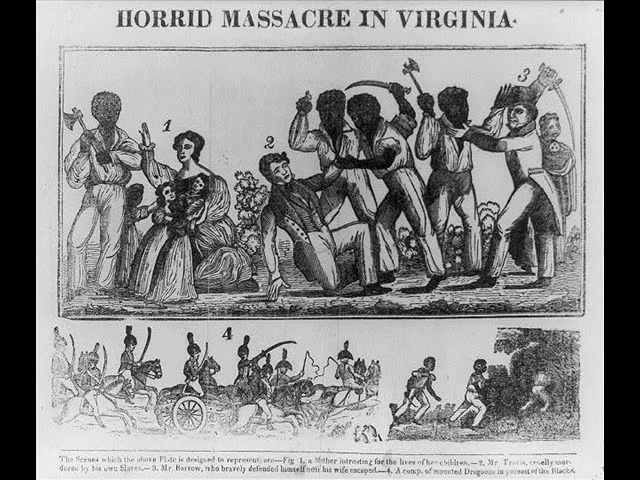 HORRID MASSACRE IN VIRGINIA.
1
2
3
4
The Scenes which the above Plate is designed to represent, are—Fig 1, a Mother intreating for the lives of her children.—2. Mr. Travis, cruelly mur-
dered by his own Slaves.—3. Mr. Barrow, who bravely defended himself until his wife escaped.—4. A comp. of mounted Dragoons in pursuit of the Blacks.